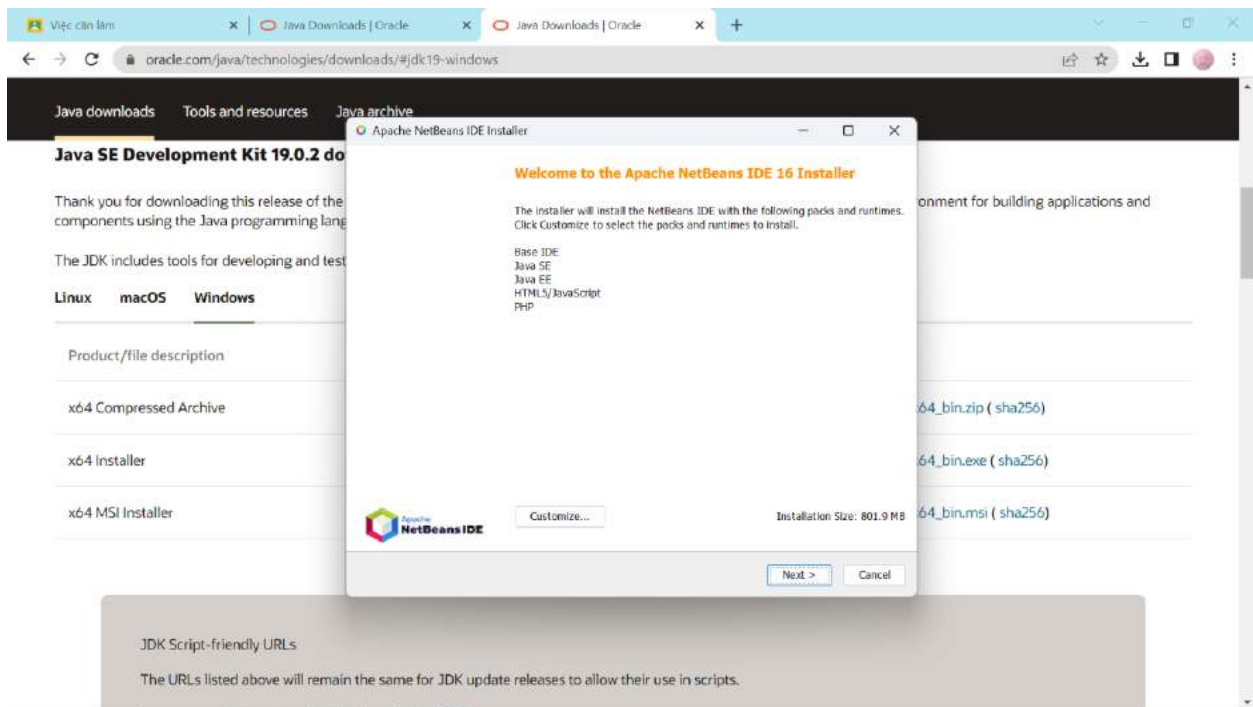 Việc cần làm
Java Downloads | Oracle
Java Downloads | Oracle
oracle.com/java/technologies/downloads/#jdk19-windows
Java downloads Tools and resources Java archive
Java SE Development Kit 19.0.2 do
Thank you for downloading this release of the
onment for building applications and
components using the Java programming lang
The JDK includes tools for developing and test
Linux macOS Windows
Product/file description
x64 Compressed Archive
64_bin.zip ( sha256)
x64 Installer
64_bin.exe ( sha256)
x64 MSI Installer
64_bin.msi ( sha256)
Apache NetBeans IDE Installer
Welcome to the Apache NetBeans IDE 16 Installer
The installer will install the NetBeans IDE with the following packs and runtimes.
Click Customize to select the packs and runtimes to install.
Base IDE
Java SE
Java EE
HTML5/JavaScript
PHP
Apache
NetBeans IDE
Customize...
Installation Size: 801.9 MB
Next >
Cancel
JDK Script-friendly URLs
The URLs listed above will remain the same for JDK update releases to allow their use in scripts.